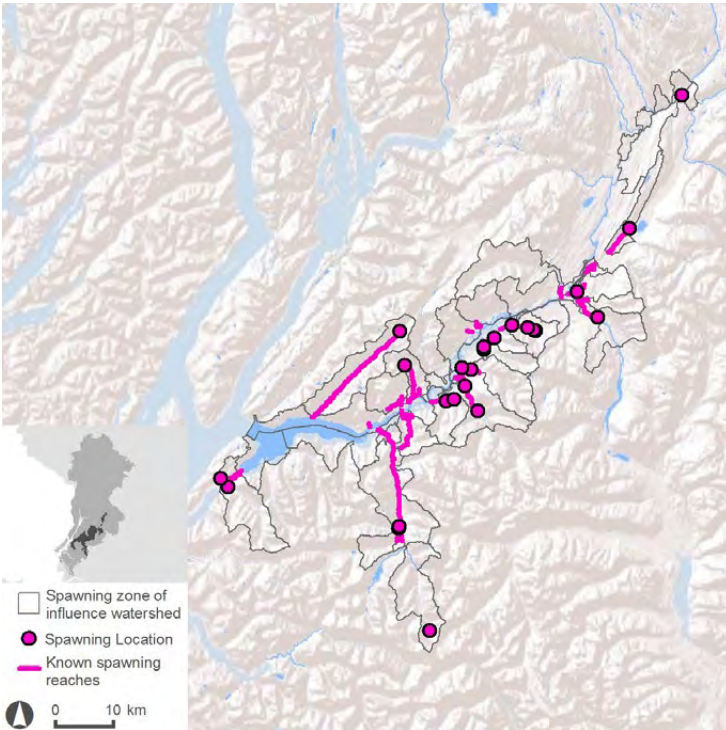 Spawning zone of
influence watershed
Spawning Location
Known spawning
reaches
0 10 km